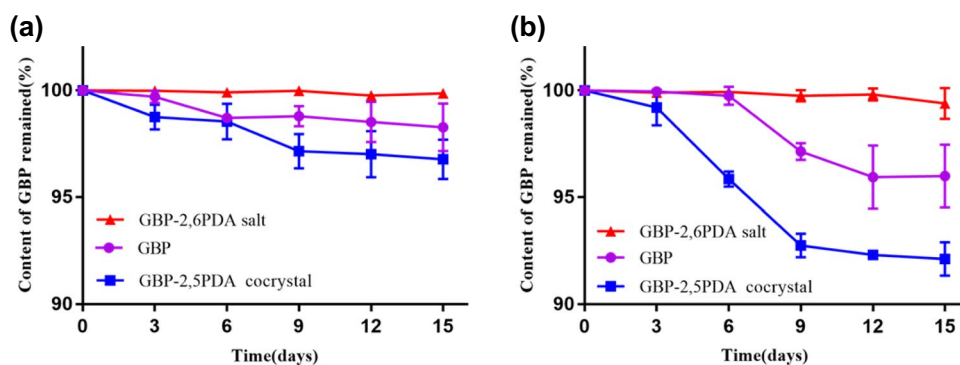 (a)
Content of GBP remained(%)
100
95
90
GBP-2,6PDA salt
GBP
GBP-2,5PDA cocrystal
0 3 6 9 12 15
Time(days)
(b)
Content of GBP remained(%)
100
95
90
GBP-2,6PDA salt
GBP
GBP-2,5PDA cocrystal
0 3 6 9 12 15
Time(days)